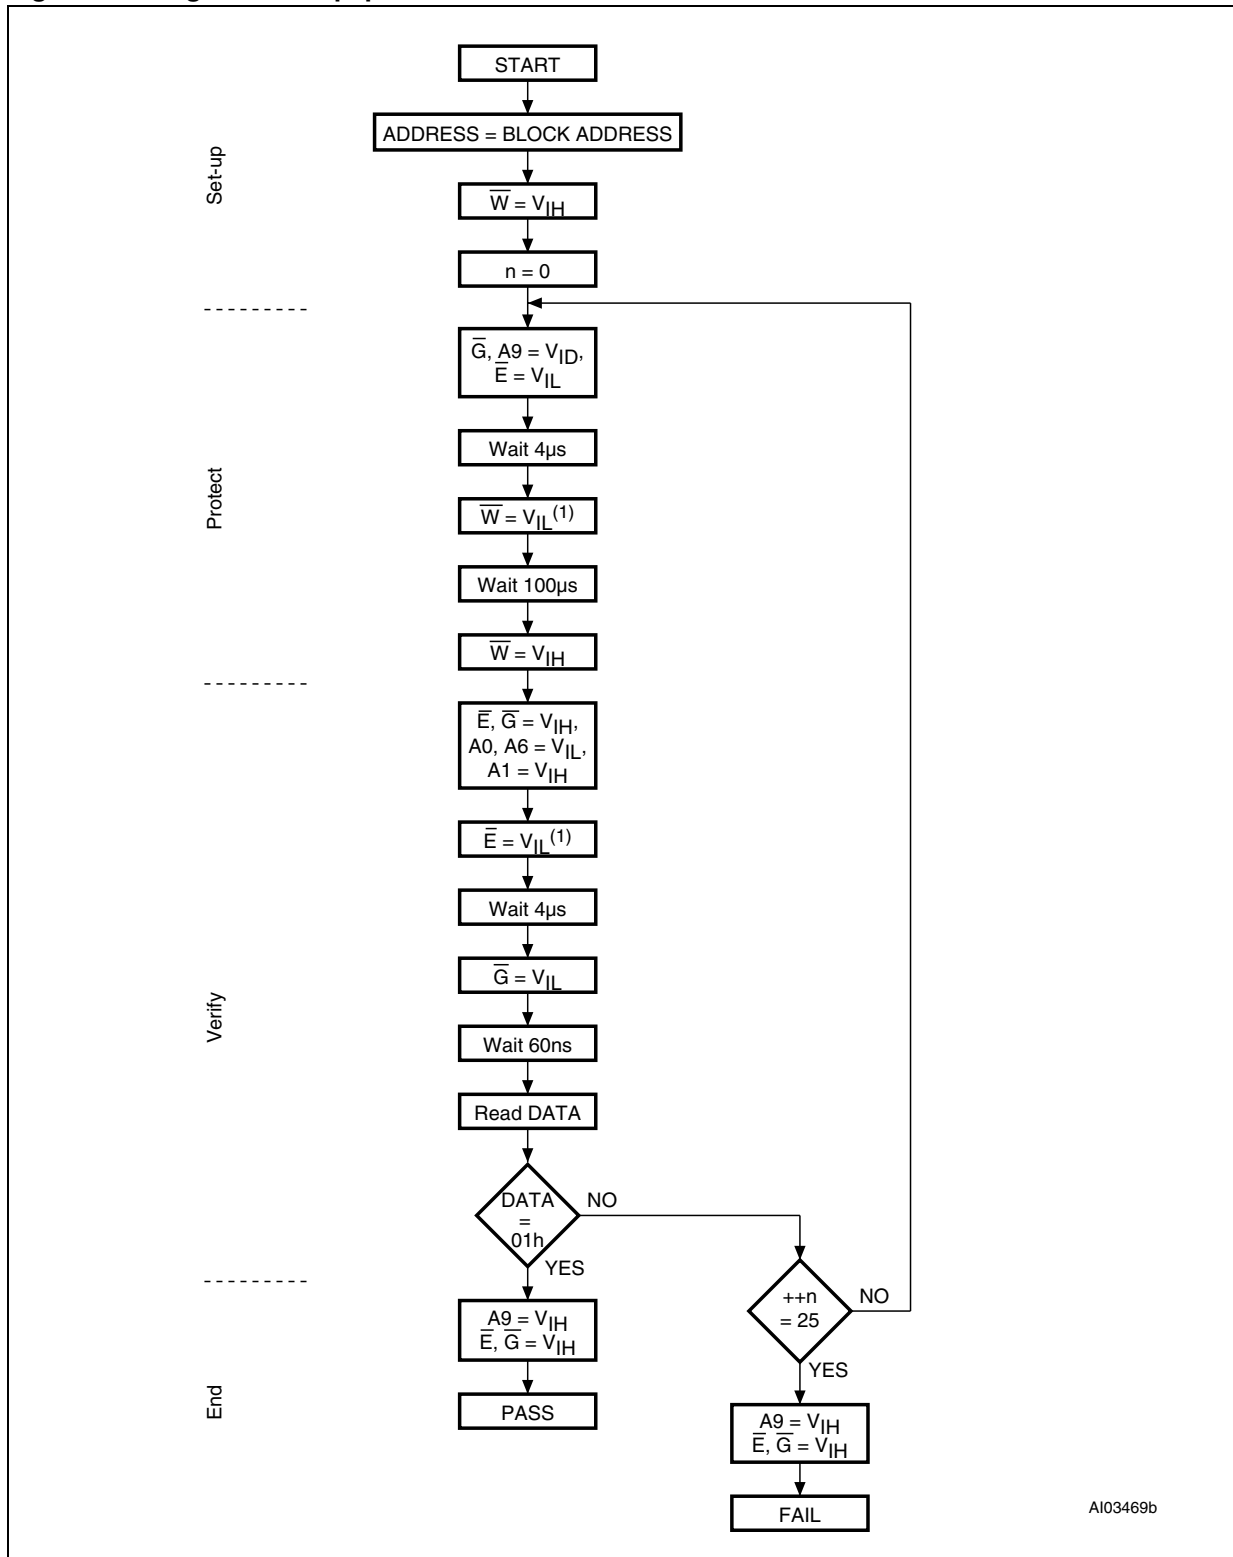 START
ADDRESS = BLOCK ADDRESS
Set-up
W̅ = VIH
n = 0
G̅, A9 = VID,
E̅ = VIL
Wait 4µs
Protect
W̅ = VIL(1)
Wait 100µs
W̅ = VIH
E̅, G̅ = VIH,
A0, A6 = VIL,
A1 = VIH
E̅ = VIL(1)
Wait 4µs
G̅ = VIL
Verify
Wait 60ns
Read DATA
DATA
=
01h
NO
YES
++n
= 25
NO
YES
A9 = VIH
E̅, G̅ = VIH
End
PASS
A9 = VIH
E̅, G̅ = VIH
FAIL
AI03469b